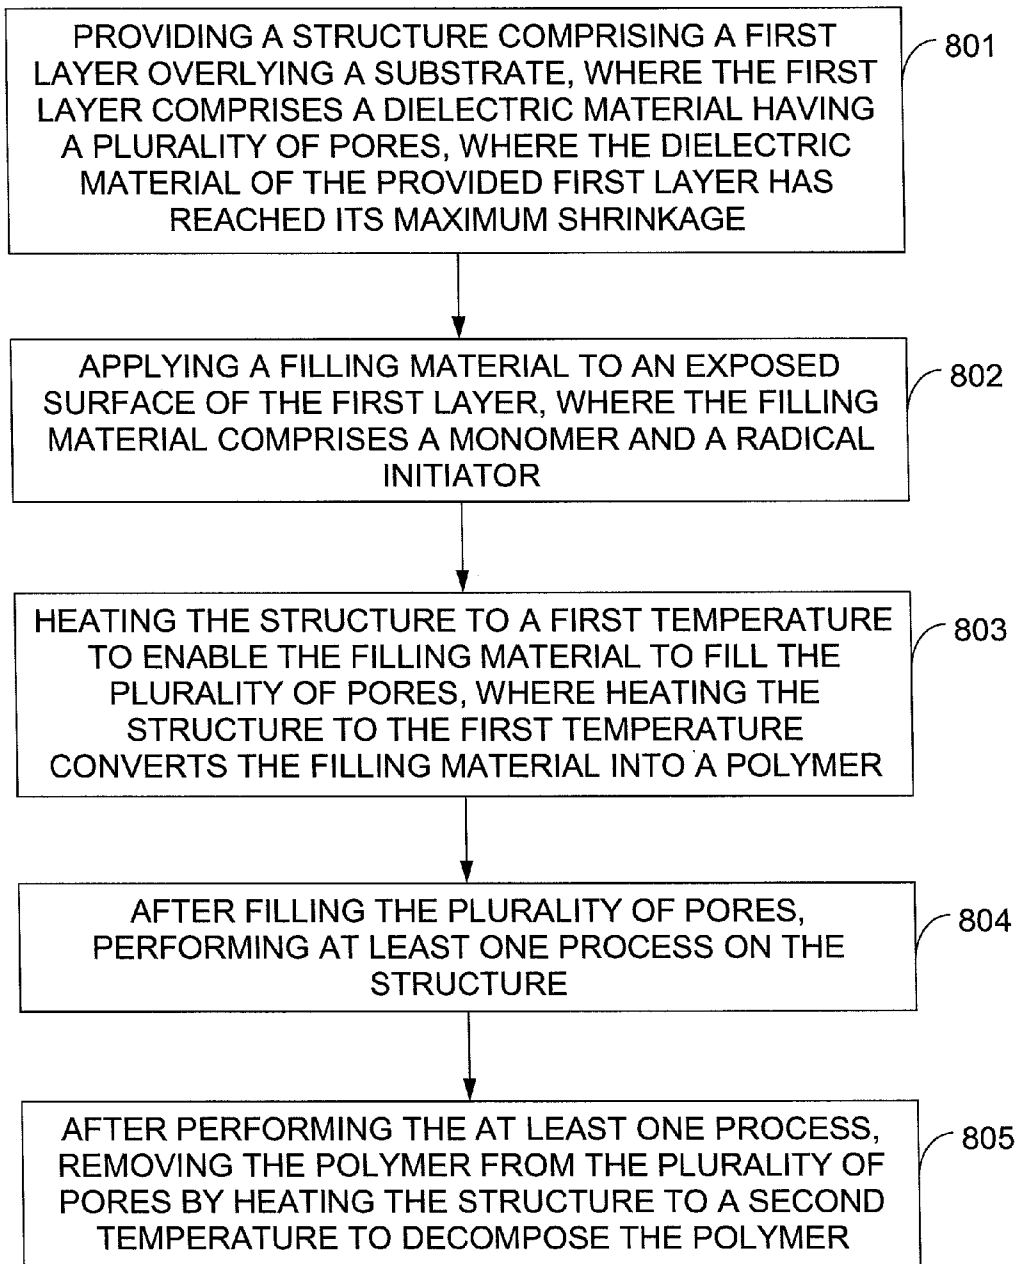 PROVIDING A STRUCTURE COMPRISING A FIRST
LAYER OVERLYING A SUBSTRATE, WHERE THE FIRST
LAYER COMPRISES A DIELECTRIC MATERIAL HAVING
A PLURALITY OF PORES, WHERE THE DIELECTRIC
MATERIAL OF THE PROVIDED FIRST LAYER HAS
REACHED ITS MAXIMUM SHRINKAGE
801
APPLYING A FILLING MATERIAL TO AN EXPOSED
SURFACE OF THE FIRST LAYER, WHERE THE FILLING
MATERIAL COMPRISES A MONOMER AND A RADICAL
INITIATOR
802
HEATING THE STRUCTURE TO A FIRST TEMPERATURE
TO ENABLE THE FILLING MATERIAL TO FILL THE
PLURALITY OF PORES, WHERE HEATING THE
STRUCTURE TO THE FIRST TEMPERATURE
CONVERTS THE FILLING MATERIAL INTO A POLYMER
803
AFTER FILLING THE PLURALITY OF PORES,
PERFORMING AT LEAST ONE PROCESS ON THE
STRUCTURE
804
AFTER PERFORMING THE AT LEAST ONE PROCESS,
REMOVING THE POLYMER FROM THE PLURALITY OF
PORES BY HEATING THE STRUCTURE TO A SECOND
TEMPERATURE TO DECOMPOSE THE POLYMER
805